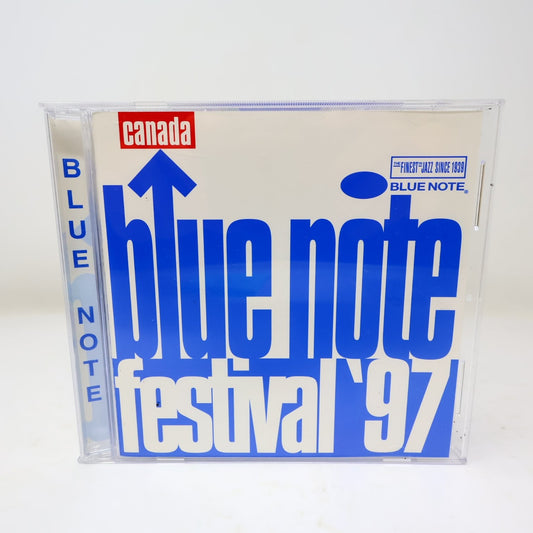 canada
THE FINEST IN JAZZ SINCE 1939
BLUE NOTE®
blue note
festival '97
BLUE NOTE